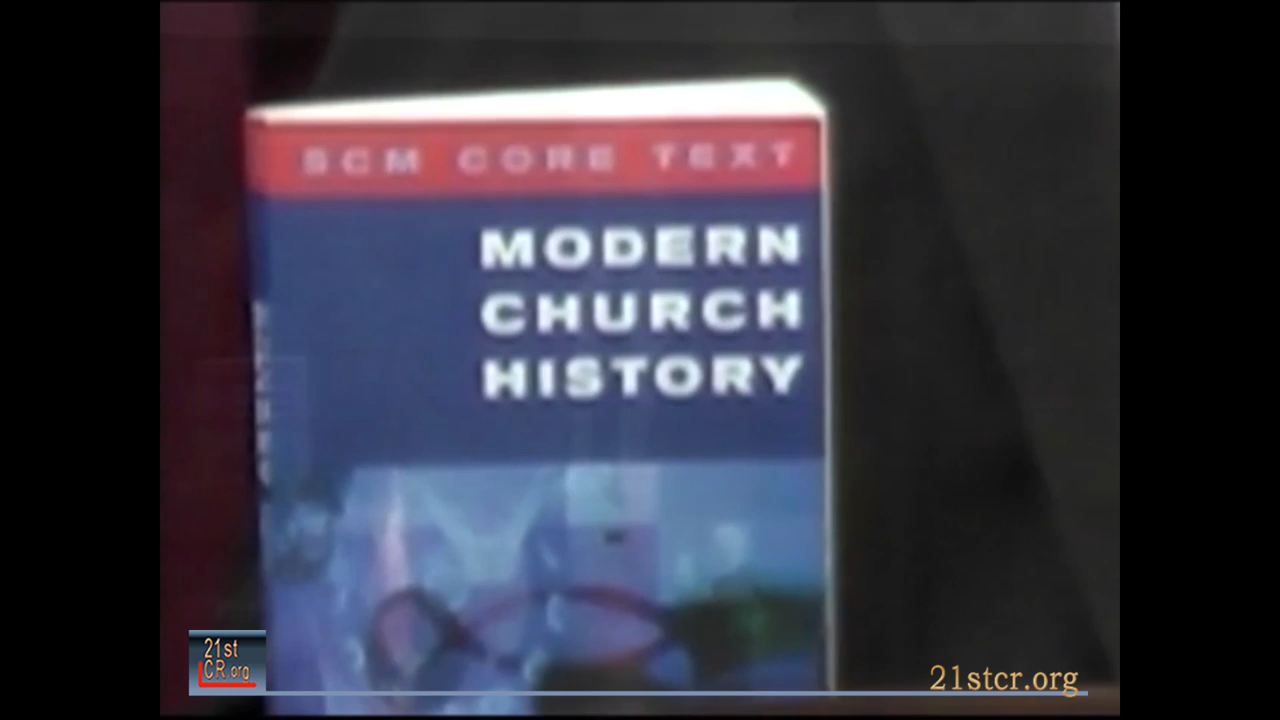 SCM CORE TEXT
MODERN
CHURCH
HISTORY
21st
CR.org
21stcr.org